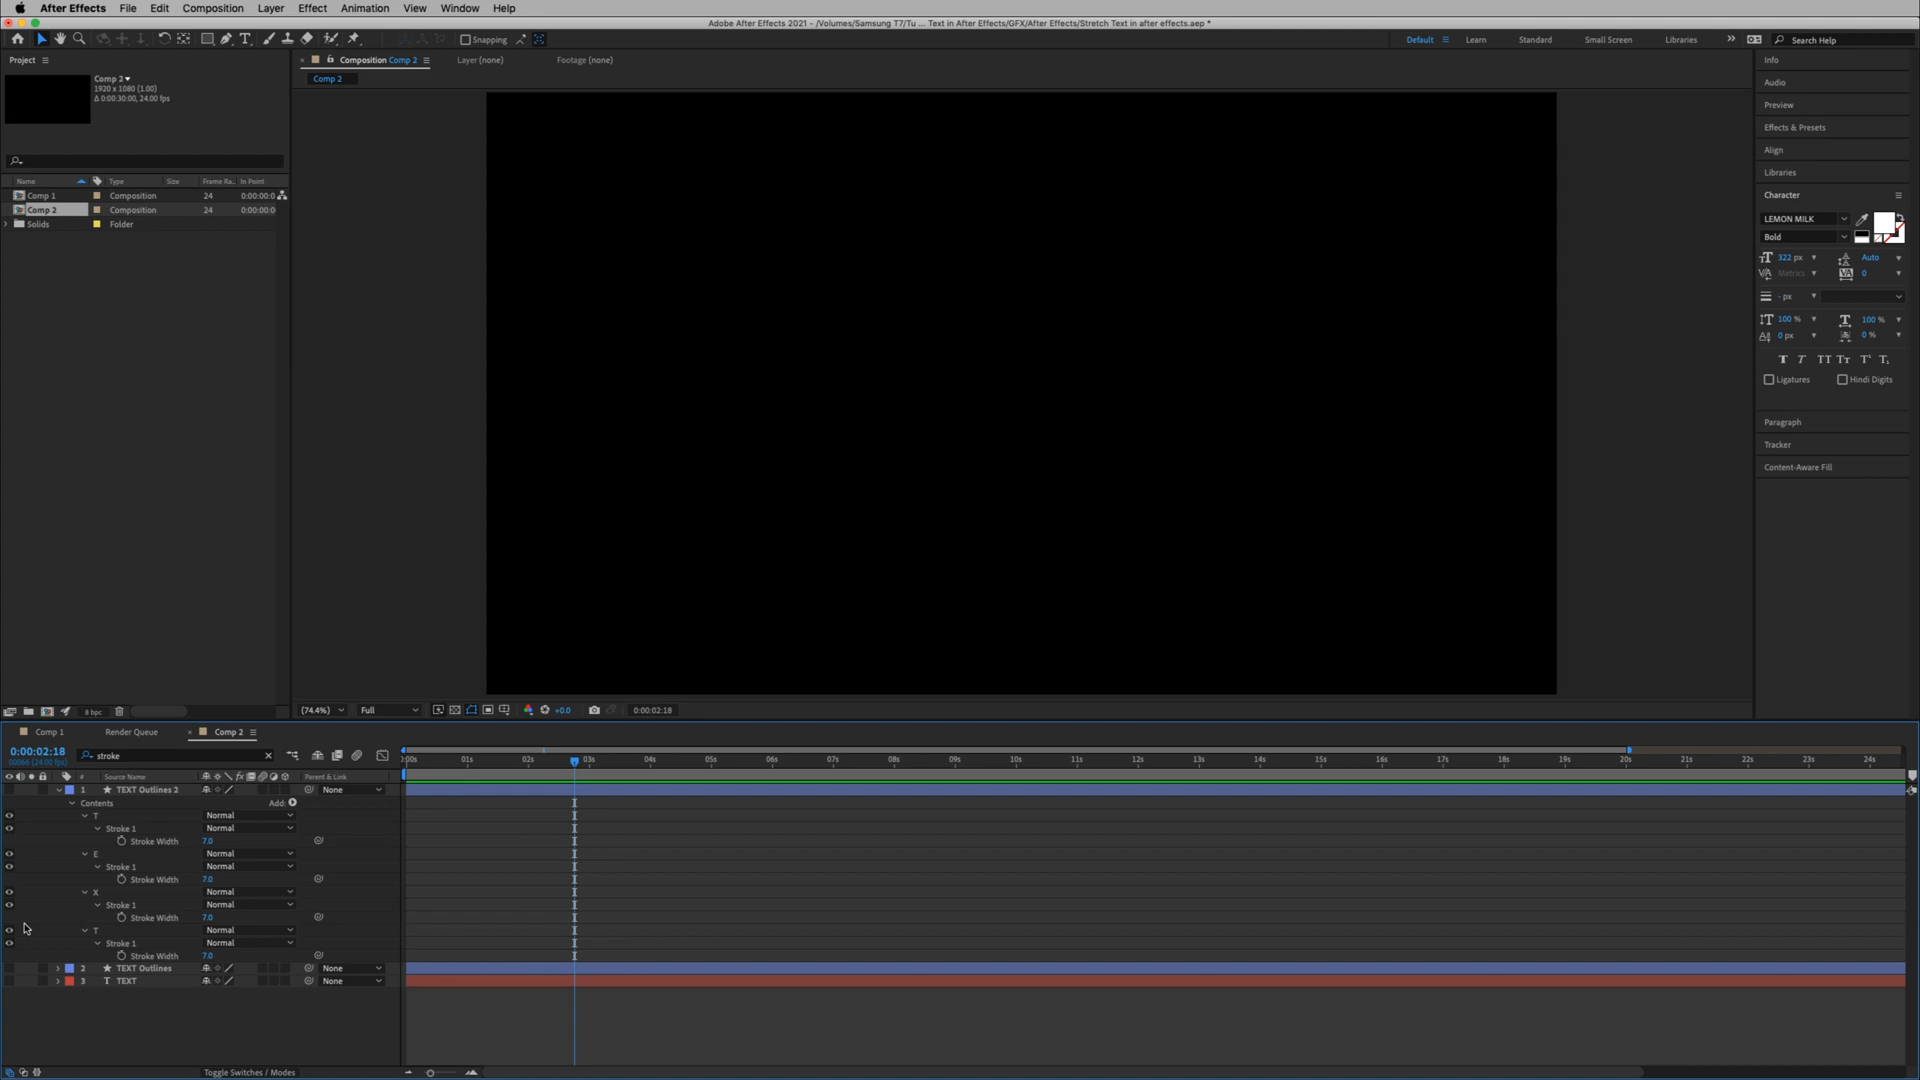 After Effects File Edit Composition Layer Effect Animation View Window Help
Adobe After Effects 2021 - /Volumes/Samsung T7/Tu ... Text in After Effects/GFX/After Effects/Stretch Text in after effects.aep *
Snapping
Default Learn Standard Small Screen Libraries Search Help
Project
Composition Comp 2 Layer (none) Footage (none)
Comp 2
Comp 2
1920 x 1080 (1.00)
Δ 0:00:30:00, 24.00 fps
Name Type Size Frame Ra.. In Point
Comp 1 Composition 24 0:00:00:0
Comp 2 Composition 24 0:00:00:0
Solids Folder
Info
Audio
Preview
Effects & Presets
Align
Libraries
Character
LEMON MILK
Bold
322 px Auto
Metrics 0
- px
100 % 100 %
0 px 0 %
T T TT Tr T¹ T₁
Ligatures Hindi Digits
Paragraph
Tracker
Content-Aware Fill
8 bpc
(74.4%) Full +0.0 0:00:02:18
Comp 1 Render Queue Comp 2
0:00:02:18
00066 (24.00 fps)
stroke
:00s 01s 02s 03s 04s 05s 06s 07s 08s 09s 10s 11s 12s 13s 14s 15s 16s 17s 18s 19s 20s 21s 22s 23s 24s
# Source Name Parent & Link
1 TEXT Outlines 2 None
Contents Add:
T Normal
Stroke 1 Normal
Stroke Width 7.0
E Normal
Stroke 1 Normal
Stroke Width 7.0
X Normal
Stroke 1 Normal
Stroke Width 7.0
T Normal
Stroke 1 Normal
Stroke Width 7.0
2 TEXT Outlines None
3 T TEXT None
Toggle Switches / Modes